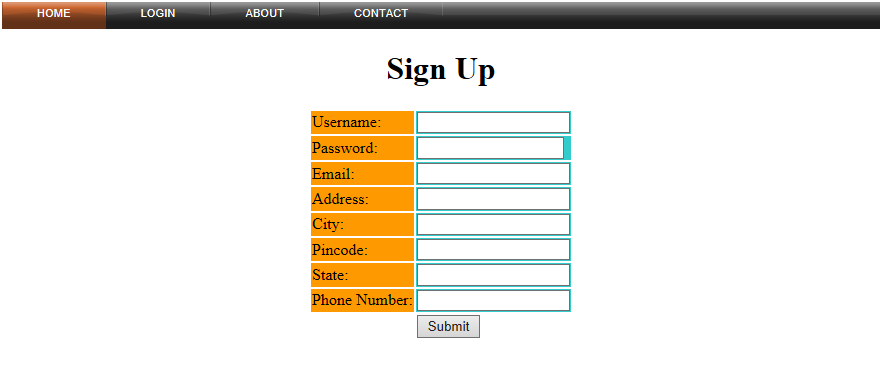 HOME LOGIN ABOUT CONTACT
Sign Up
Username:
Password:
Email:
Address:
City:
Pincode:
State:
Phone Number:
Submit